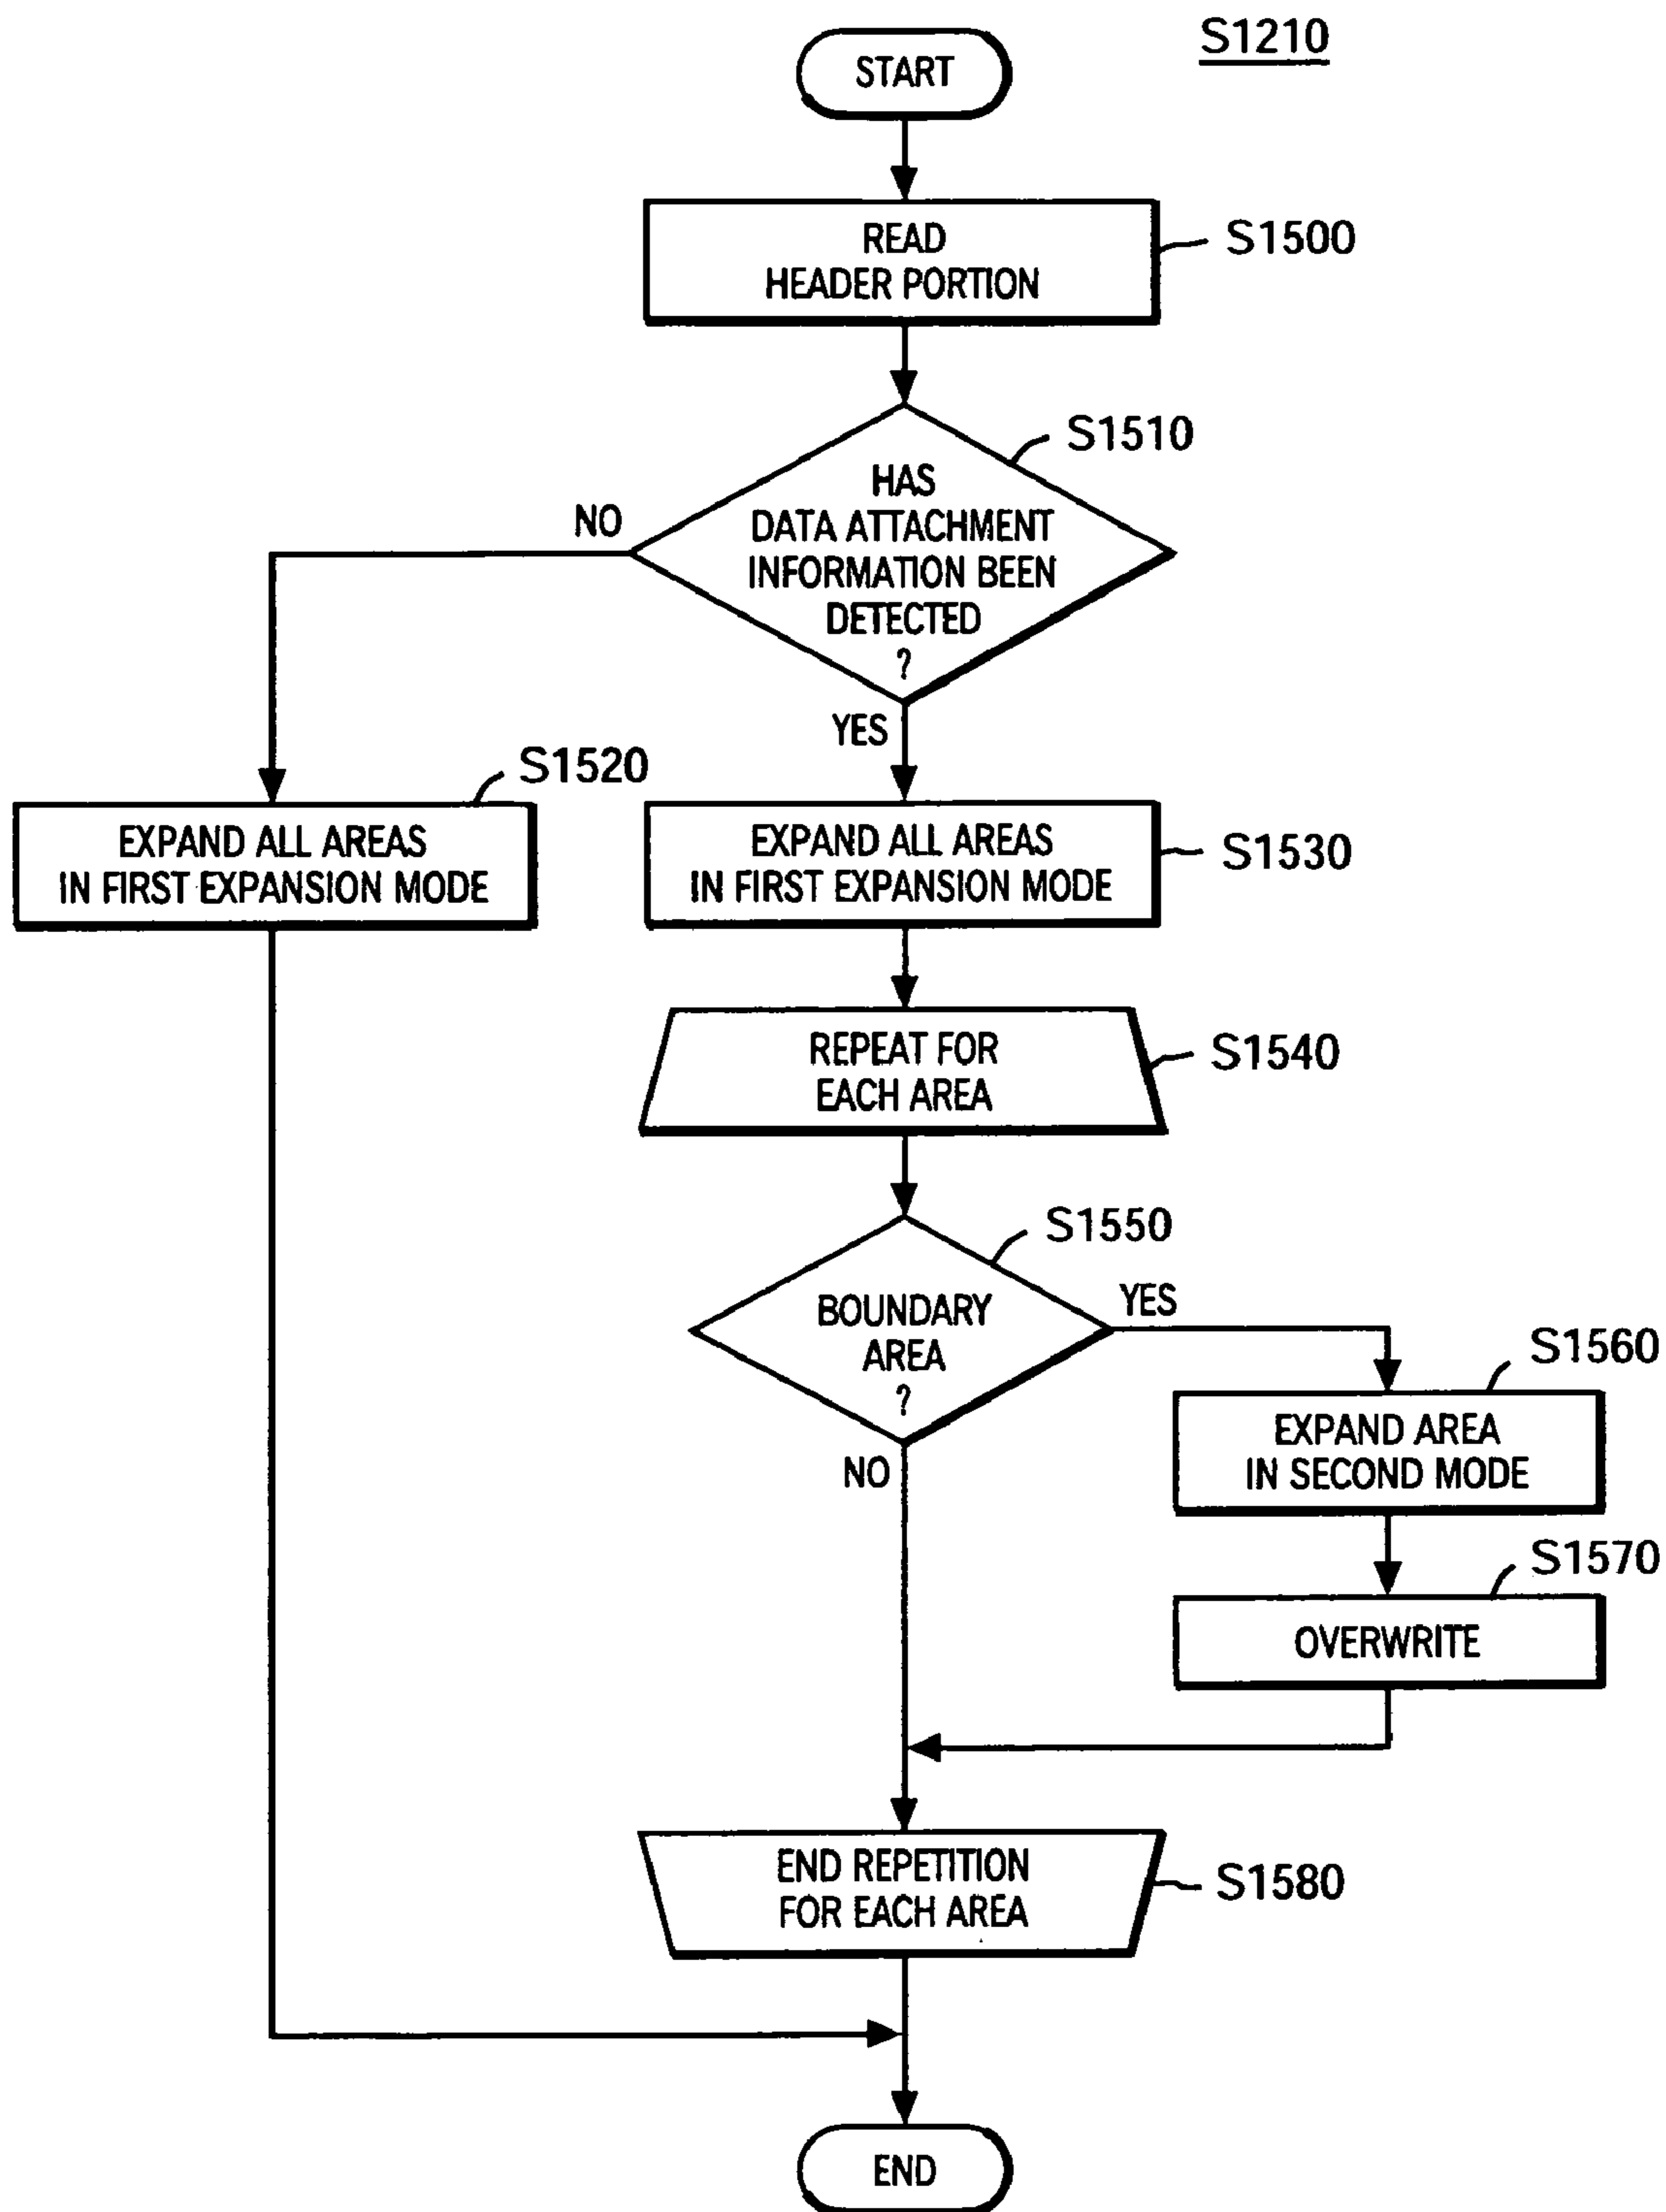 S1210
START
READ
HEADER PORTION
S1500
S1510
HAS
DATA ATTACHMENT
INFORMATION BEEN
DETECTED
?
NO
YES
S1520
EXPAND ALL AREAS
IN FIRST EXPANSION MODE
EXPAND ALL AREAS
IN FIRST EXPANSION MODE
S1530
REPEAT FOR
EACH AREA
S1540
S1550
BOUNDARY
AREA
?
YES
NO
S1560
EXPAND AREA
IN SECOND MODE
S1570
OVERWRITE
END REPETITION
FOR EACH AREA
S1580
END